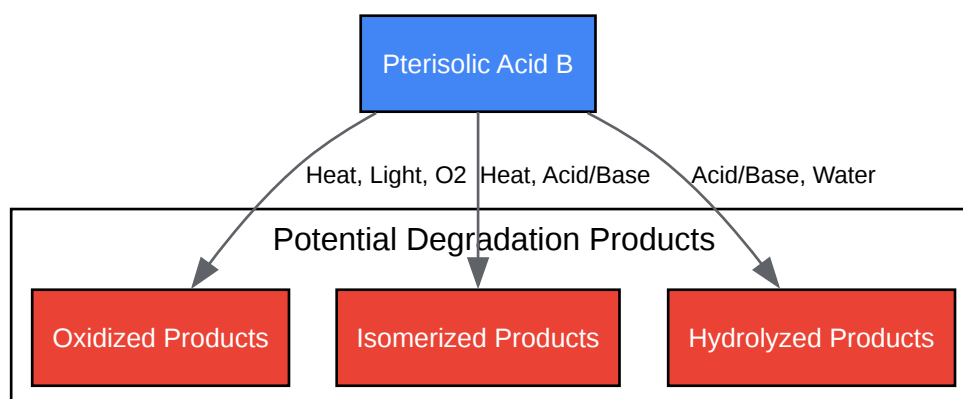 Pterisolic Acid B
Heat, Light, O2
Heat, Acid/Base
Acid/Base, Water
Potential Degradation Products
Oxidized Products
Isomerized Products
Hydrolyzed Products